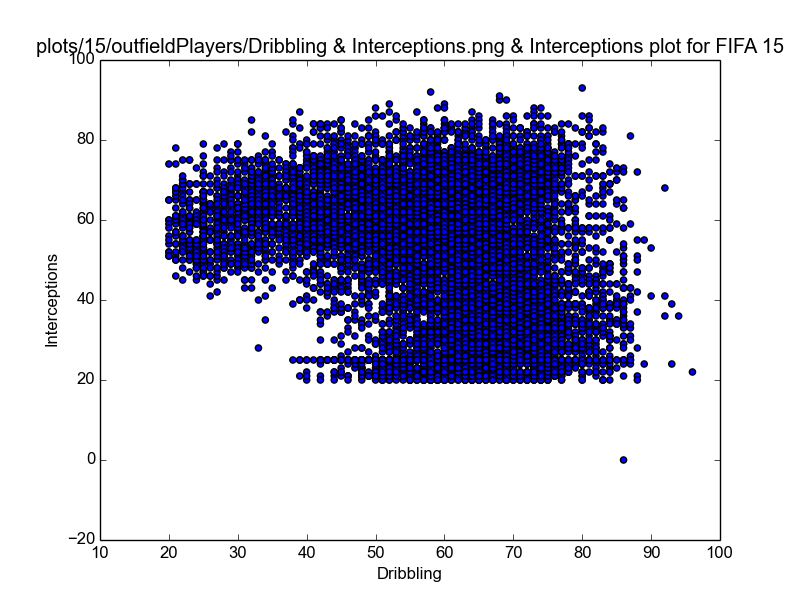 plots/15/outfieldPlayers/Dribbling & Interceptions.png & Interceptions plot for FIFA 15
100
80
60
40
20
0
−20
Interceptions
10 20 30 40 50 60 70 80 90 100
Dribbling